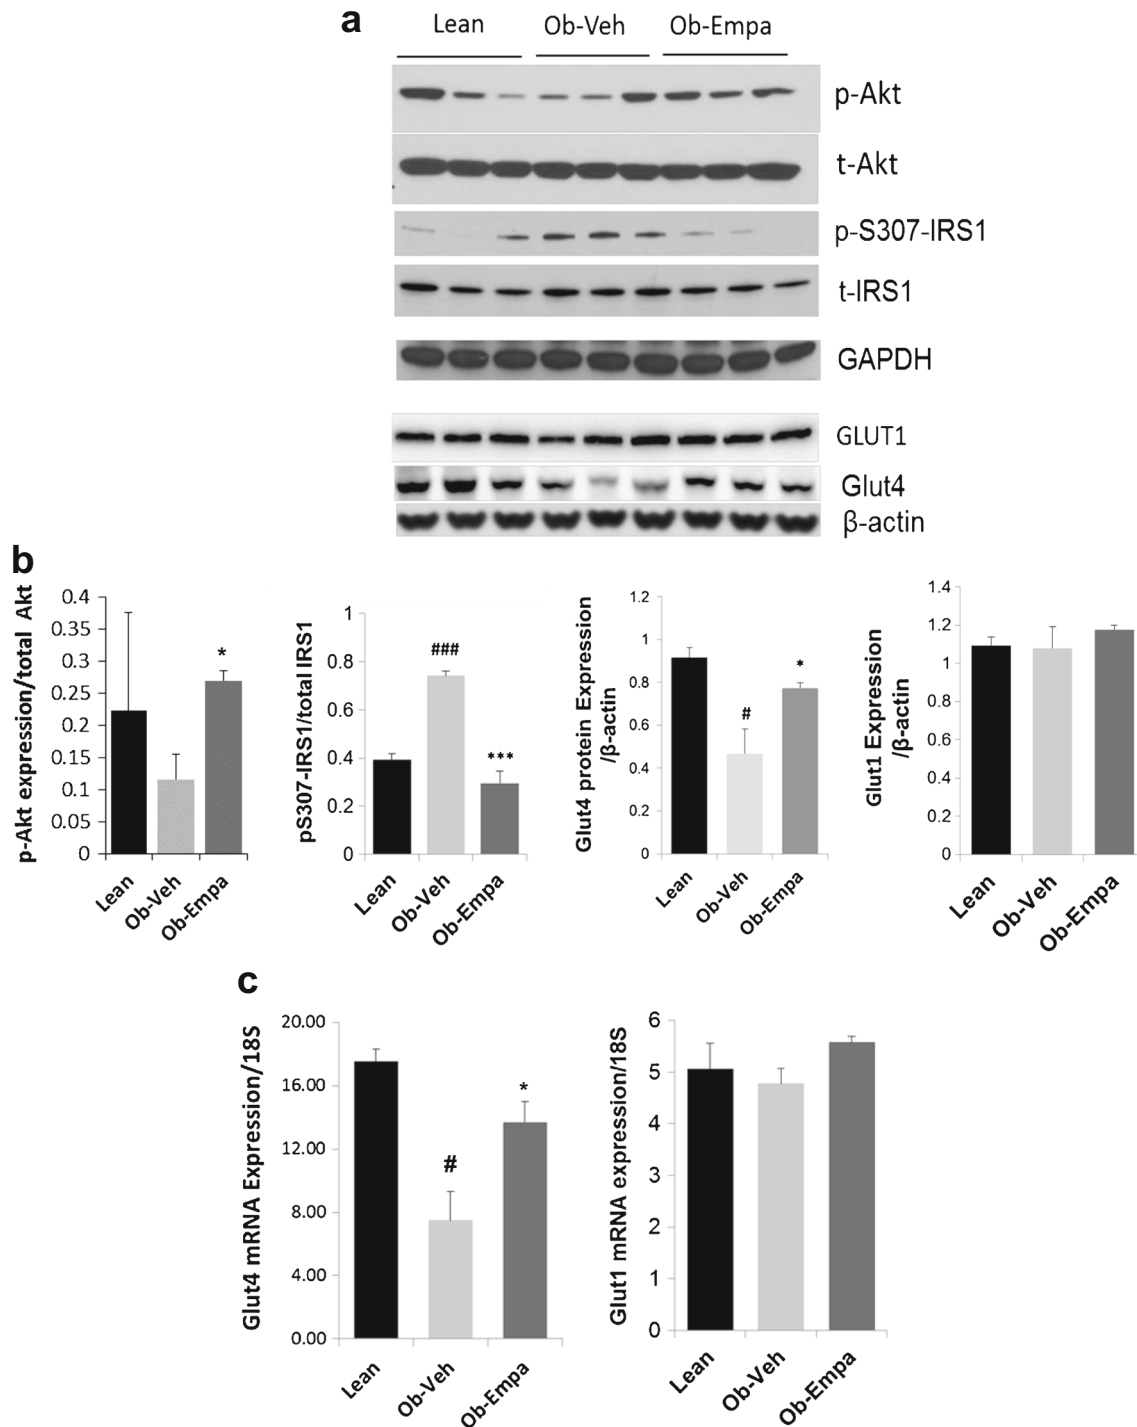 a
Lean Ob-Veh Ob-Empa
p-Akt
t-Akt
p-S307-IRS1
t-IRS1
GAPDH
GLUT1
Glut4
β-actin
b
p-Akt expression/total Akt
0.4
0.35
0.3
0.25
0.2
0.15
0.1
0.05
0
*
Lean
Ob-Veh
Ob-Empa
pS307-IRS1/total IRS1
1
0.8
0.6
0.4
0.2
0
###
***
Lean
Ob-Veh
Ob-Empa
Glut4 protein Expression
/β-actin
1.2
1
0.8
0.6
0.4
0.2
0
#
*
Lean
Ob-Veh
Ob-Empa
Glut1 Expression
/β-actin
1.4
1.2
1
0.8
0.6
0.4
0.2
0
Lean
Ob-Veh
Ob-Empa
c
Glut4 mRNA Expression/18S
20.00
16.00
12.00
8.00
4.00
0.00
#
*
Lean
Ob-Veh
Ob-Empa
Glut1 mRNA expression/18S
6
5
4
3
2
1
0
Lean
Ob-Veh
Ob-Empa